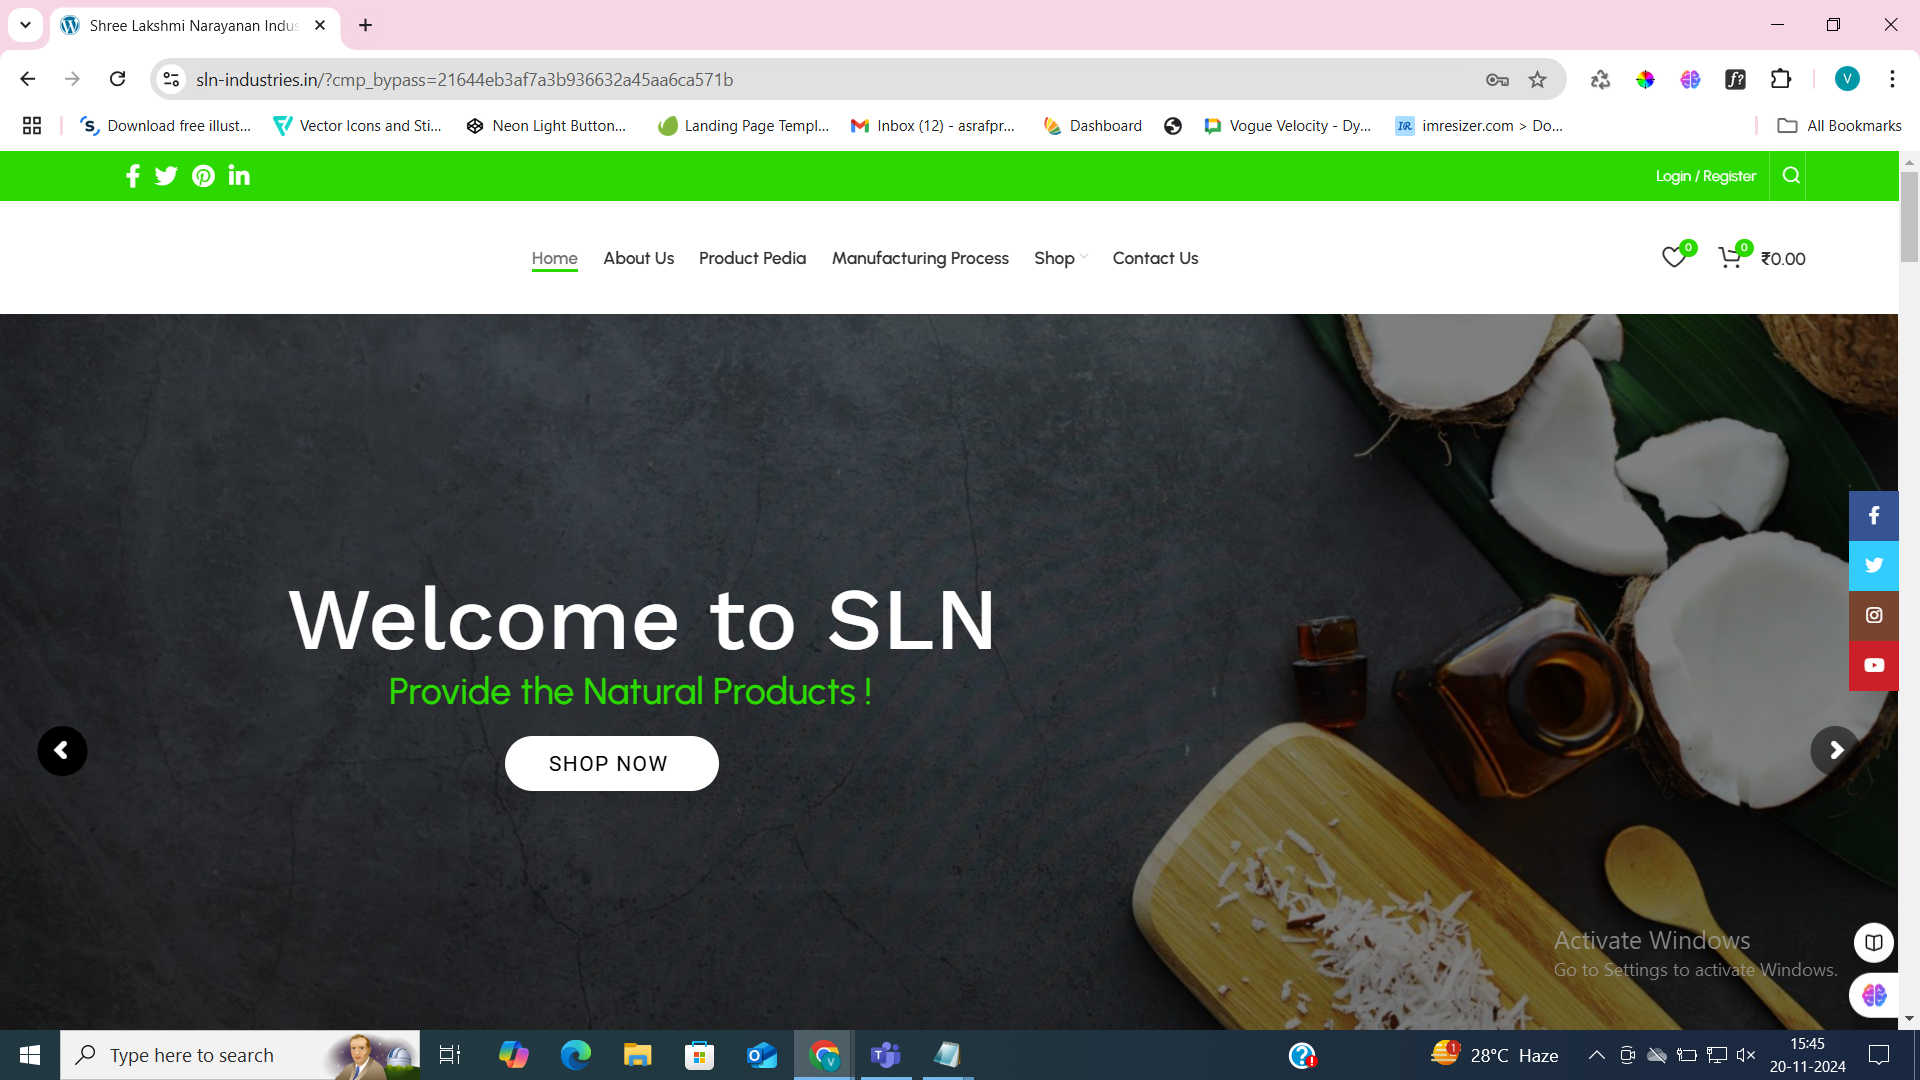 Shree Lakshmi Narayanan Indus
sln-industries.in/?cmp_bypass=21644eb3af7a3b936632a45aa6ca571b
V
Download free illust...
Vector Icons and Sti...
Neon Light Button...
Landing Page Templ...
Inbox (12) - asrafpr...
Dashboard
Vogue Velocity - Dy...
IR
imresizer.com > Do...
All Bookmarks
Login / Register
Home
About Us
Product Pedia
Manufacturing Process
Shop
Contact Us
0
0
₹0.00
Welcome to SLN
Provide the Natural Products !
SHOP NOW
Activate Windows
Go to Settings to activate Windows.
Type here to search
1
28°C Haze
15:45
20-11-2024